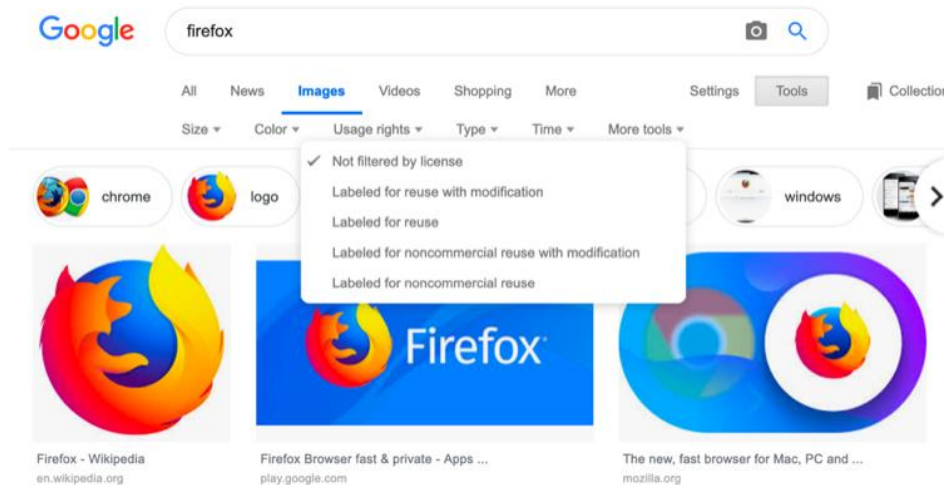 Google
firefox
All News Images Videos Shopping More Settings Tools Collection
Size Color Usage rights Type Time More tools
Not filtered by license
Labeled for reuse with modification
Labeled for reuse
Labeled for noncommercial reuse with modification
Labeled for noncommercial reuse
chrome logo windows
Firefox
Firefox - Wikipedia
en.wikipedia.org
Firefox Browser fast & private - Apps ...
play.google.com
The new, fast browser for Mac, PC and ...
mozilla.org